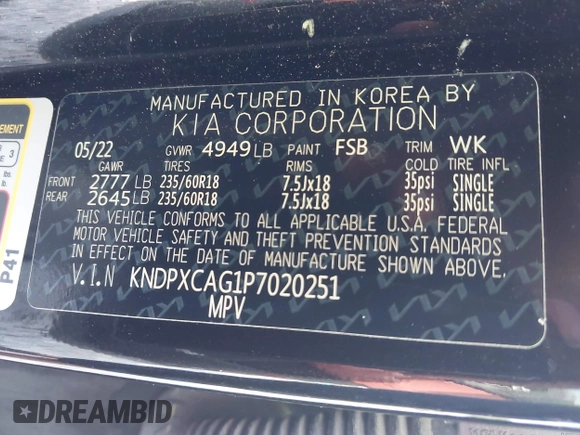 MANUFACTURED IN KOREA BY
KIA CORPORATION
05/22 GVWR 4949 LB PAINT FSB TRIM WK
GAWR TIRES RIMS COLD TIRE INFL
FRONT 2777 LB 235/60R18 7.5Jx18 35psi SINGLE
REAR 2645 LB 235/60R18 7.5Jx18 35psi SINGLE
THIS VEHICLE CONFORMS TO ALL APPLICABLE U.S.A. FEDERAL
MOTOR VEHICLE SAFETY AND THEFT PREVENTION STANDARDS
IN EFFECT ON THE DATE OF MANUFACTURE SHOWN ABOVE.
V.I.N KNDPXCAG1P7020251
MPV
3
lbs.
P41
DREAMBID